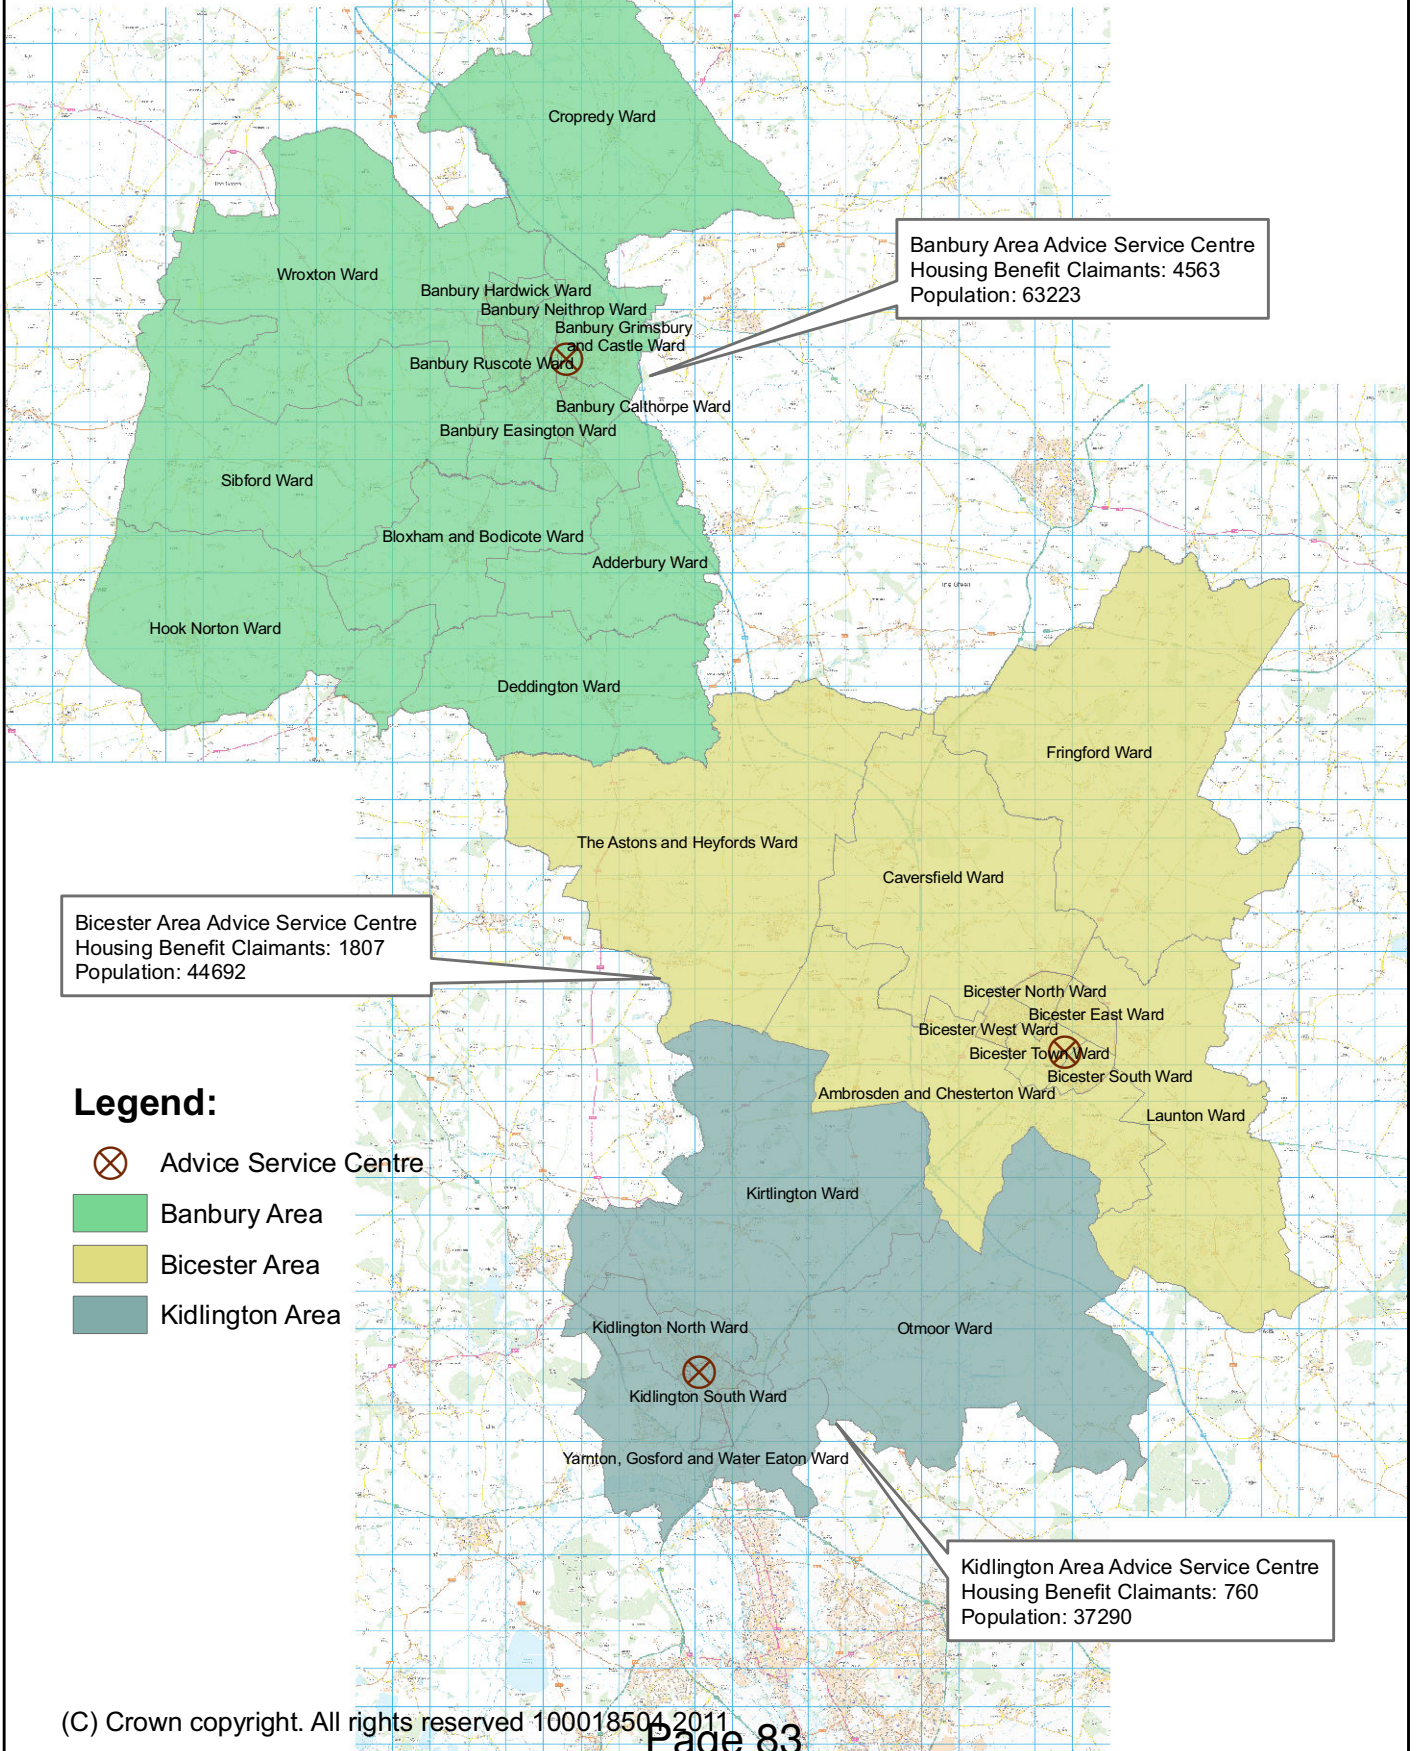 Cropredy Ward
Banbury Area Advice Service Centre
Housing Benefit Claimants: 4563
Population: 63223
Wroxton Ward
Banbury Hardwick Ward
Banbury Neithrop Ward
Banbury Grimsbury
and Castle Ward
Banbury Ruscote Ward
Banbury Calthorpe Ward
Banbury Easington Ward
Sibford Ward
Bloxham and Bodicote Ward
Adderbury Ward
Hook Norton Ward
Deddington Ward
Fringford Ward
The Astons and Heyfords Ward
Caversfield Ward
Bicester Area Advice Service Centre
Housing Benefit Claimants: 1807
Population: 44692
Bicester North Ward
Bicester East Ward
Bicester West Ward
Bicester Town Ward
Bicester South Ward
Ambrosden and Chesterton Ward
Launton Ward
Legend:
Advice Service Centre
Banbury Area
Bicester Area
Kidlington Area
Kirtlington Ward
Kidlington North Ward
Otmoor Ward
Kidlington South Ward
Yarnton, Gosford and Water Eaton Ward
Kidlington Area Advice Service Centre
Housing Benefit Claimants: 760
Population: 37290
(C) Crown copyright. All rights reserved 100018504 2011
Page 83